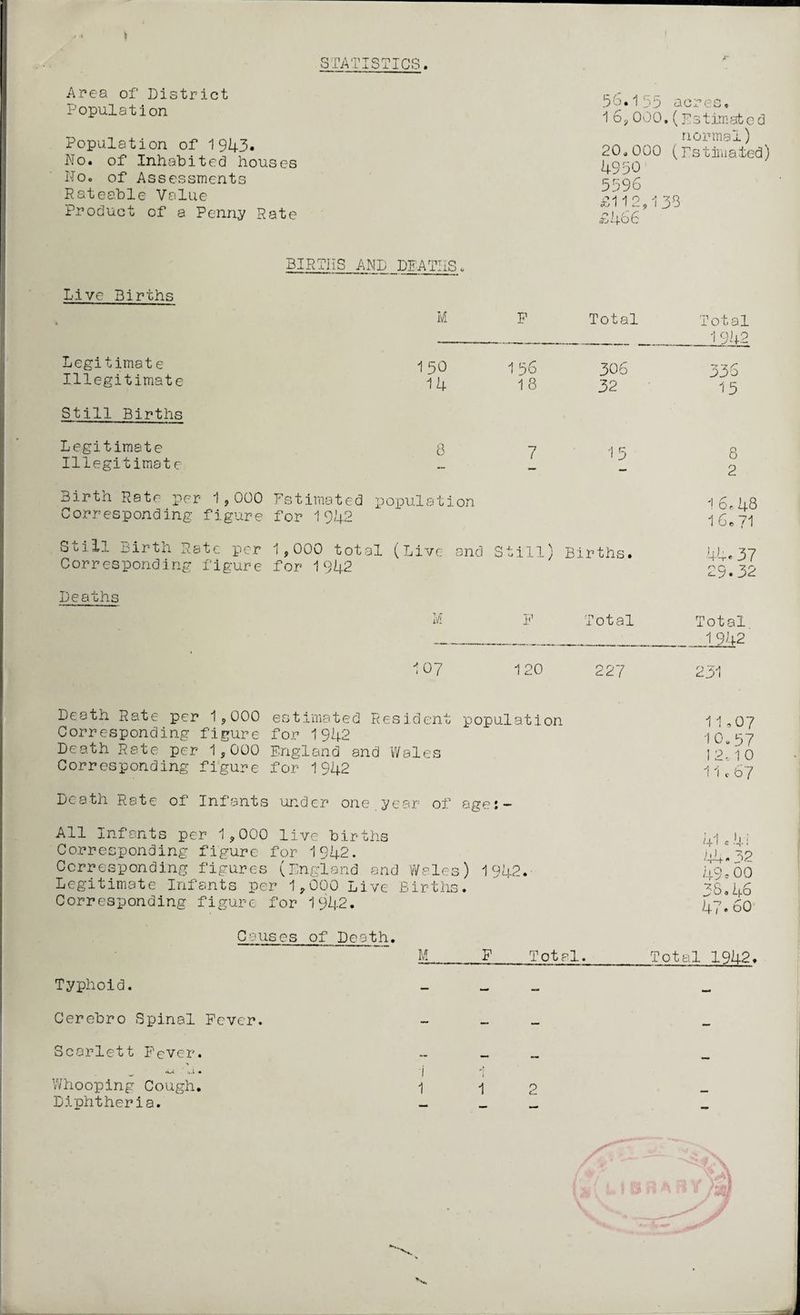 STATISTICS.
Area of District 56.155 acres.
Population 16,000.(Estimated normal)
Population of 1943. 20.000 (Estimated)
No. of Inhabited houses 4950
No. of Assessments 5596
Rateable Value £112,138
Product of a Penny Rate £466
BIRTHS AND DEATHS.
Live Births
M F Total Total 1942
Legitimate 150 156 306 336
Illegitimate 14 18 32 15
Still Births
Legitimate 8 7 15 8
Illegitimate - - - 2
Birth Rate per 1,000 Estimated population 16.48
Corresponding figure for 1942 16.71
Still Birth Rate per 1,000 total (Live and Still) Births. 44.37
Corresponding figure for 1942 29.32
Deaths
M F Total Total. 1942
107 120 227 231
Death Rate per 1,000 estimated Resident population 11.07
Corresponding figure for 1942 10.57
Death Rate per 1,000 England and Wales 12.10
Corresponding figure for 1942 11.67
Death Rate of Infants under one year of age:-
All Infants per 1,000 live births 41.41
Corresponding figure for 1942. 44.32
Corresponding figures (England and Wales) 1942. 49.00
Legitimate Infants per 1,000 Live Births. 38.46
Corresponding figure for 1942. 47.60
Causes of Death.
M F Total. Total 1942.
Typhoid. - - - -
Cerebro Spinal Fever. - - - -
Scarlett Fever. - - - -
1 1
Whooping Cough. 1 1 2 -
Diphtheria. - - - -
LIBRARY